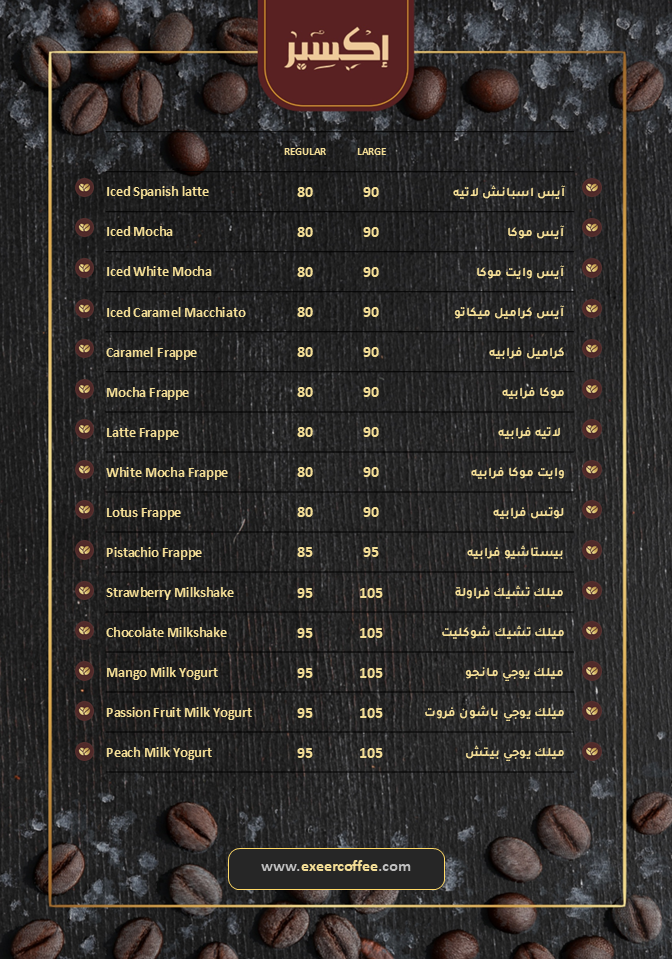 إكسير
REGULAR LARGE
Iced Spanish latte 80 90 آيس اسبانش لاتيه
Iced Mocha 80 90 آيس موكا
Iced White Mocha 80 90 آيس وايت موكا
Iced Caramel Macchiato 80 90 آيس كراميل ميكاتو
Caramel Frappe 80 90 كراميل فرابيه
Mocha Frappe 80 90 موكا فرابيه
Latte Frappe 80 90 لاتيه فرابيه
White Mocha Frappe 80 90 وايت موكا فرابيه
Lotus Frappe 80 90 لوتس فرابيه
Pistachio Frappe 85 95 بيستاشيو فرابيه
Strawberry Milkshake 95 105 ميلك تشيك فراولة
Chocolate Milkshake 95 105 ميلك تشيك شوكليت
Mango Milk Yogurt 95 105 ميلك يوجي مانجو
Passion Fruit Milk Yogurt 95 105 ميلك يوجي باشون فروت
Peach Milk Yogurt 95 105 ميلك يوجي بيتش
www.exeercoffee.com